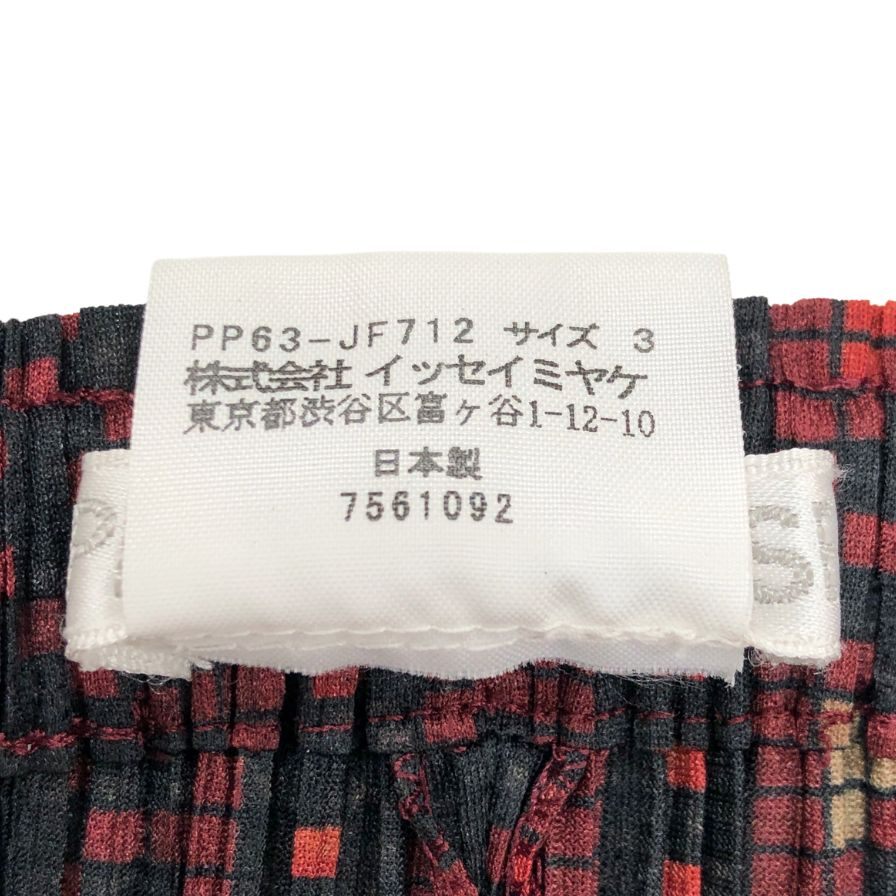 PP63-JF712 サイズ 3
株式会社 イッセイミヤケ
東京都渋谷区富ヶ谷1-12-10
日本製
7561092